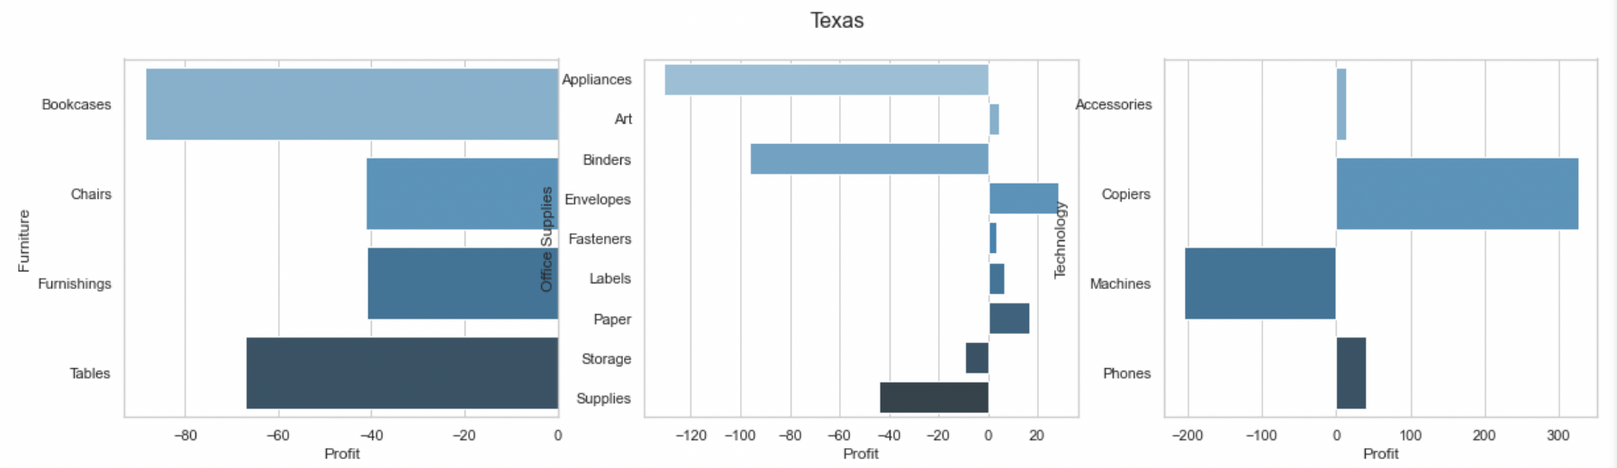 Texas
Furniture
Bookcases
Chairs
Furnishings
Tables
−80 −60 −40 −20 0
Profit
Office Supplies
Appliances
Art
Binders
Envelopes
Fasteners
Labels
Paper
Storage
Supplies
−120 −100 −80 −60 −40 −20 0 20
Profit
Technology
Accessories
Copiers
Machines
Phones
−200 −100 0 100 200 300
Profit